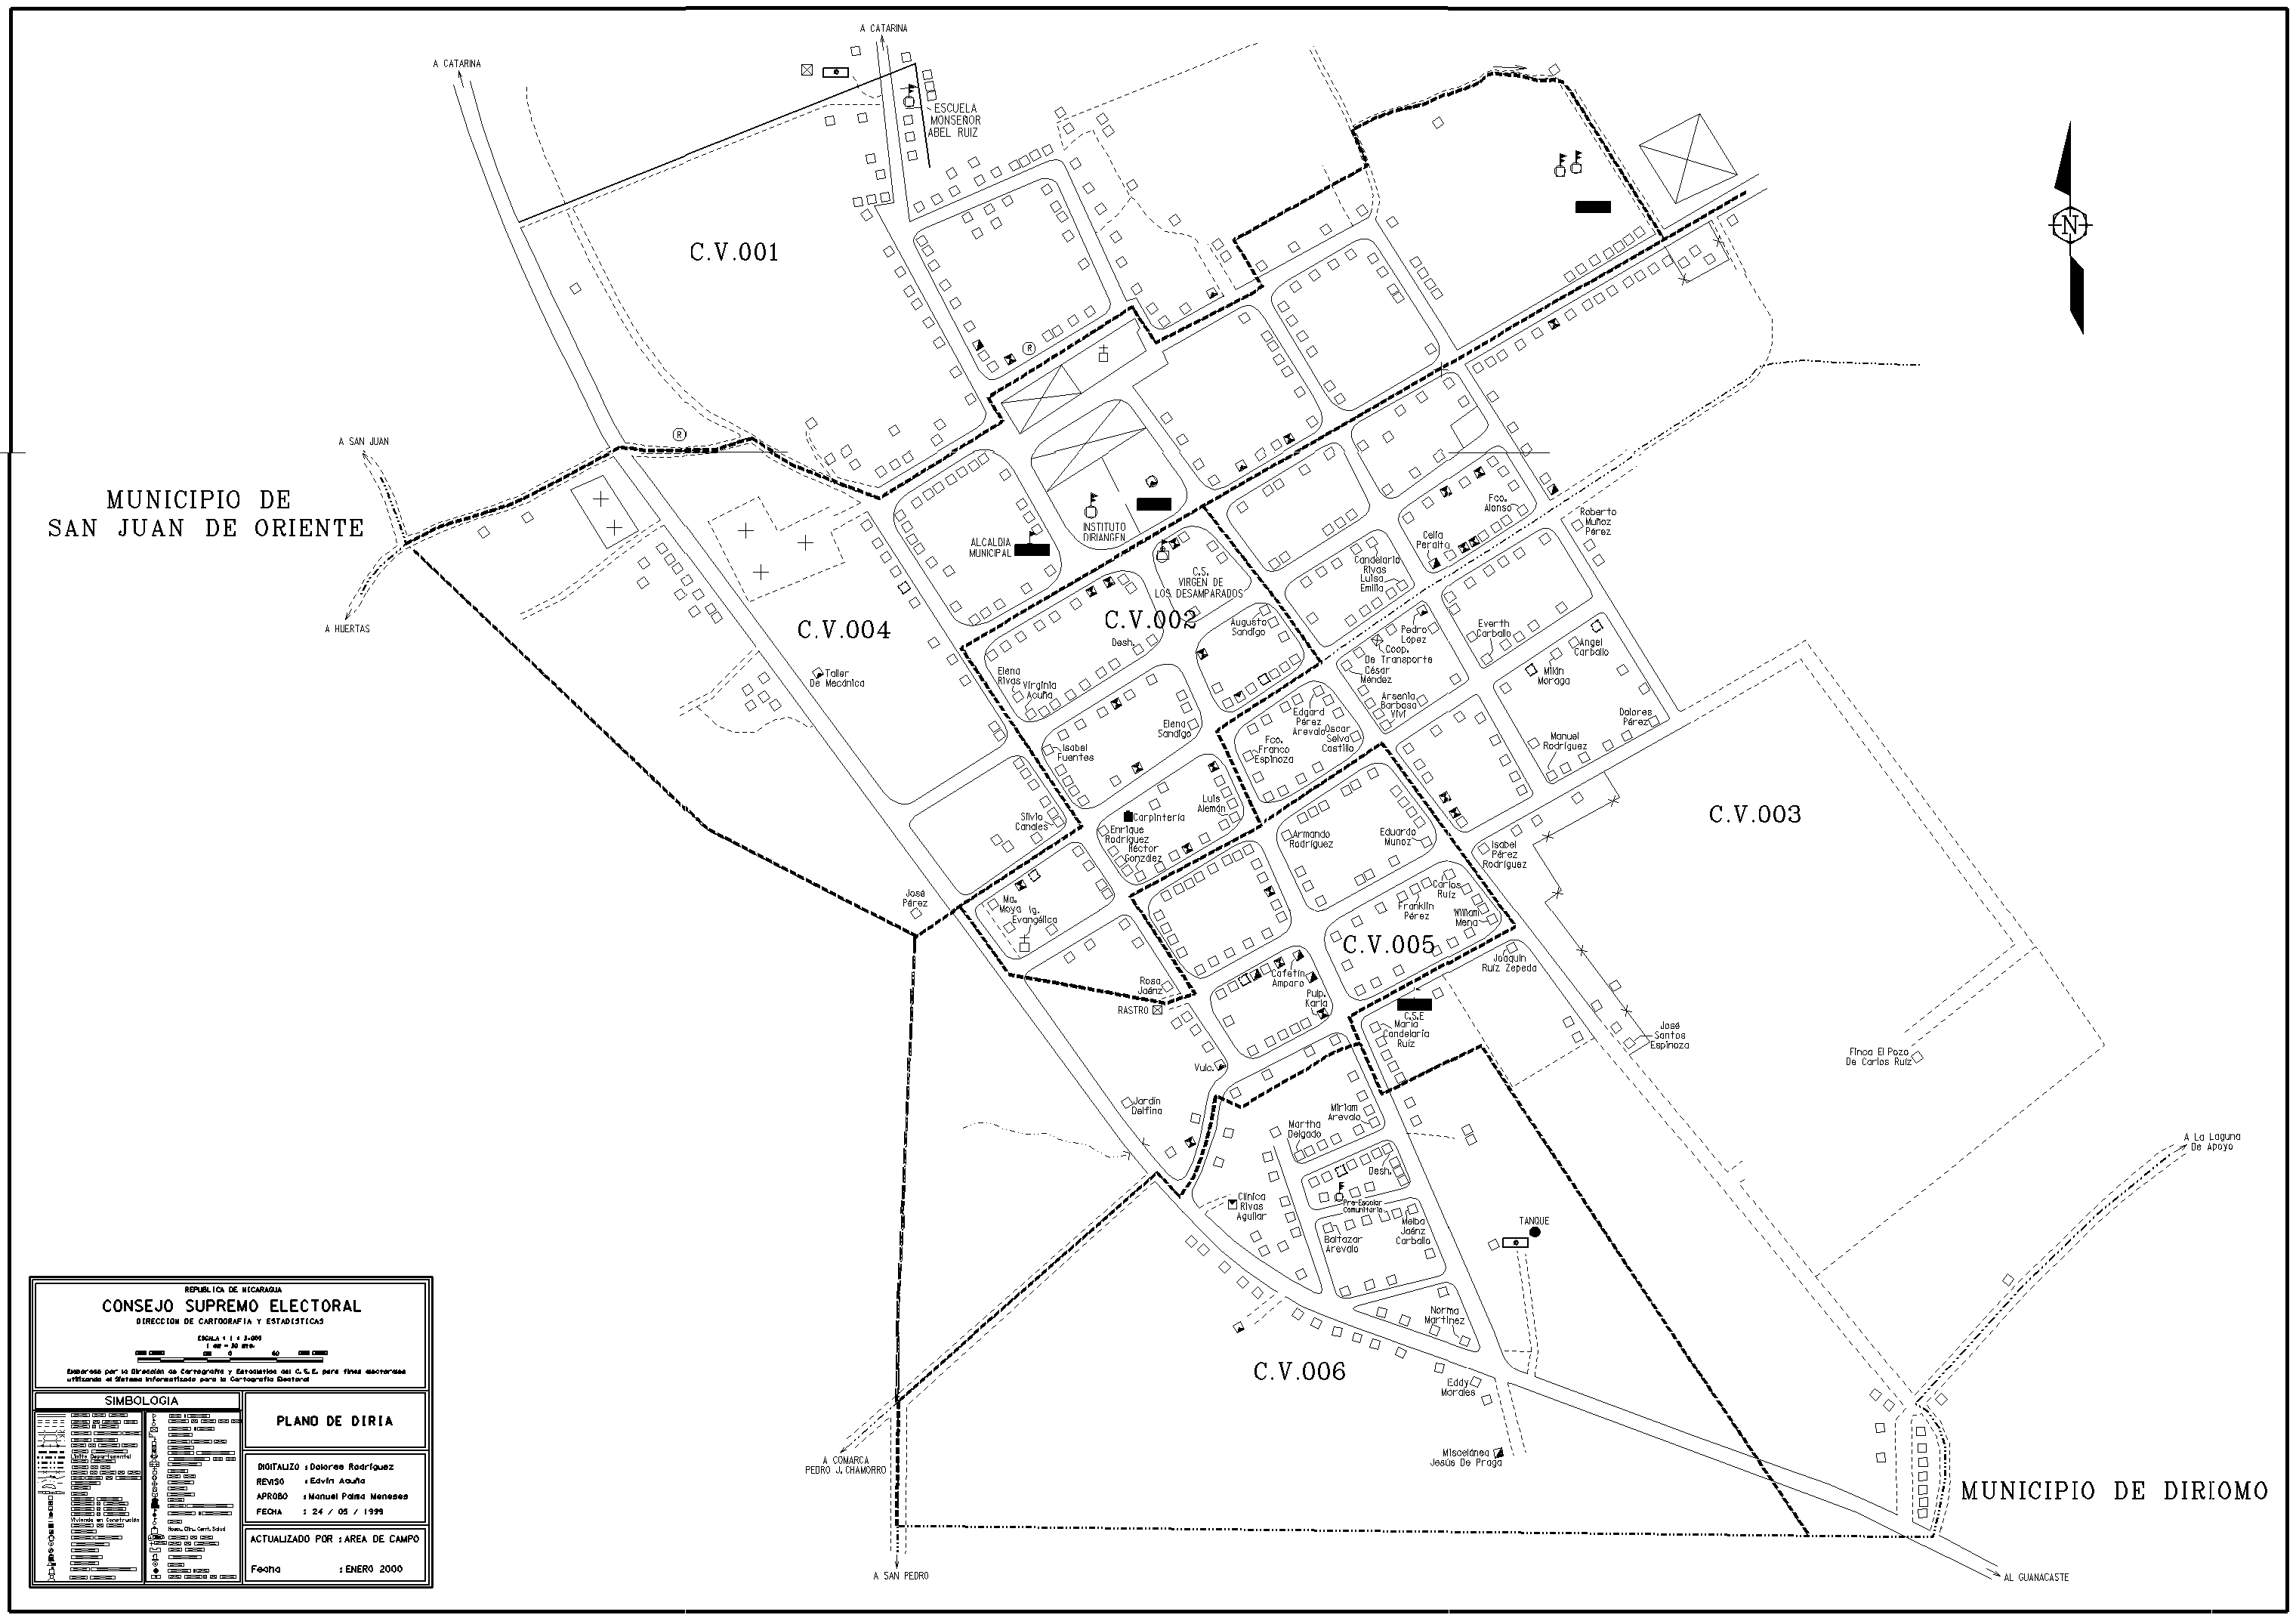 A CATARINA
A CATARINA
ESCUELA
MONSEÑOR
ABEL RUIZ
C.V.001
N
R
R
A SAN JUAN
MUNICIPIO DE
SAN JUAN DE ORIENTE
A HUERTAS
INSTITUTO
DIRIANGEN
ALCALDIA
MUNICIPAL
C.S.
VIRGEN DE
LOS DESAMPARADOS
C.V.002
C.V.004
Fco.
Alonso
Celia
Peralta
Roberto
Muñoz
Pérez
Candelaria
Rivas
Luisa
Emilia
Augusto
Sandigo
Desh.
Pedro
López
Coop.
De Transporte
César
Méndez
Everth
Carballo
Angel
Carballo
Milán
Moraga
Taller
De Mecánica
Elena
Rivas
Virginia
Acuña
Elena
Sandigo
Isabel
Fuentes
Edgard
Pérez
Arevalo
Oscar
Selva
Castillo
Arsenia
Barbosa
Vivi
Fco.
Franco
Espinoza
Dolores
Pérez
Manuel
Rodríguez
C.V.003
Silvio
Canales
Luis
Alemán
Carpintería
Enrique
Rodríguez
Héctor
González
Armando
Rodríguez
Eduardo
Munoz
Isabel
Pérez
Rodríguez
José
Pérez
Ma.
Moya
Ig.
Evangélica
Carlos
Ruíz
Franklin
Pérez
William
Mena
C.V.005
Joaquin
Ruiz Zepeda
Rosa
Jaénz
RASTRO
Cafetín
Amparo
Pulp.
Karla
C.S.E
María
Candelaria
Ruiz
José
Santos
Espinoza
Finca El Pozo
De Carlos Ruíz
Vulc.
Jardín
Delfina
Miriam
Arevalo
Martha
Delgado
Desh.
Pre-Escolar
Comunitario
Clínica
Rivas
Aguilar
Baltazar
Arevalo
Melba
Jaénz
Carballo
TANQUE
A La Laguna
De Apoyo
Norma
Martínez
C.V.006
Eddy
Morales
Miscelánea
Jesús De Praga
A COMARCA
PEDRO J. CHAMORRO
A SAN PEDRO
MUNICIPIO DE DIRIOMO
AL GUANACASTE
REPUBLICA DE NICARAGUA
CONSEJO SUPREMO ELECTORAL
DIRECCION DE CARTOGRAFIA Y ESTADISTICAS
Elaborado por la Dirección de Cartografía y Estadística del C.S.E. para fines electorales
utilizando el Sistema Informatizado para la Cartografía Electoral
SIMBOLOGIA
Vivienda en Construcción
PLANO DE DIRIA
DIGITALIZO : Dolores Rodríguez
REVISO : Edvin Acuña
APROBO : Manuel Palma Meneses
FECHA : 24 / 05 / 1999
ACTUALIZADO POR : AREA DE CAMPO
Fecha : ENERO 2000